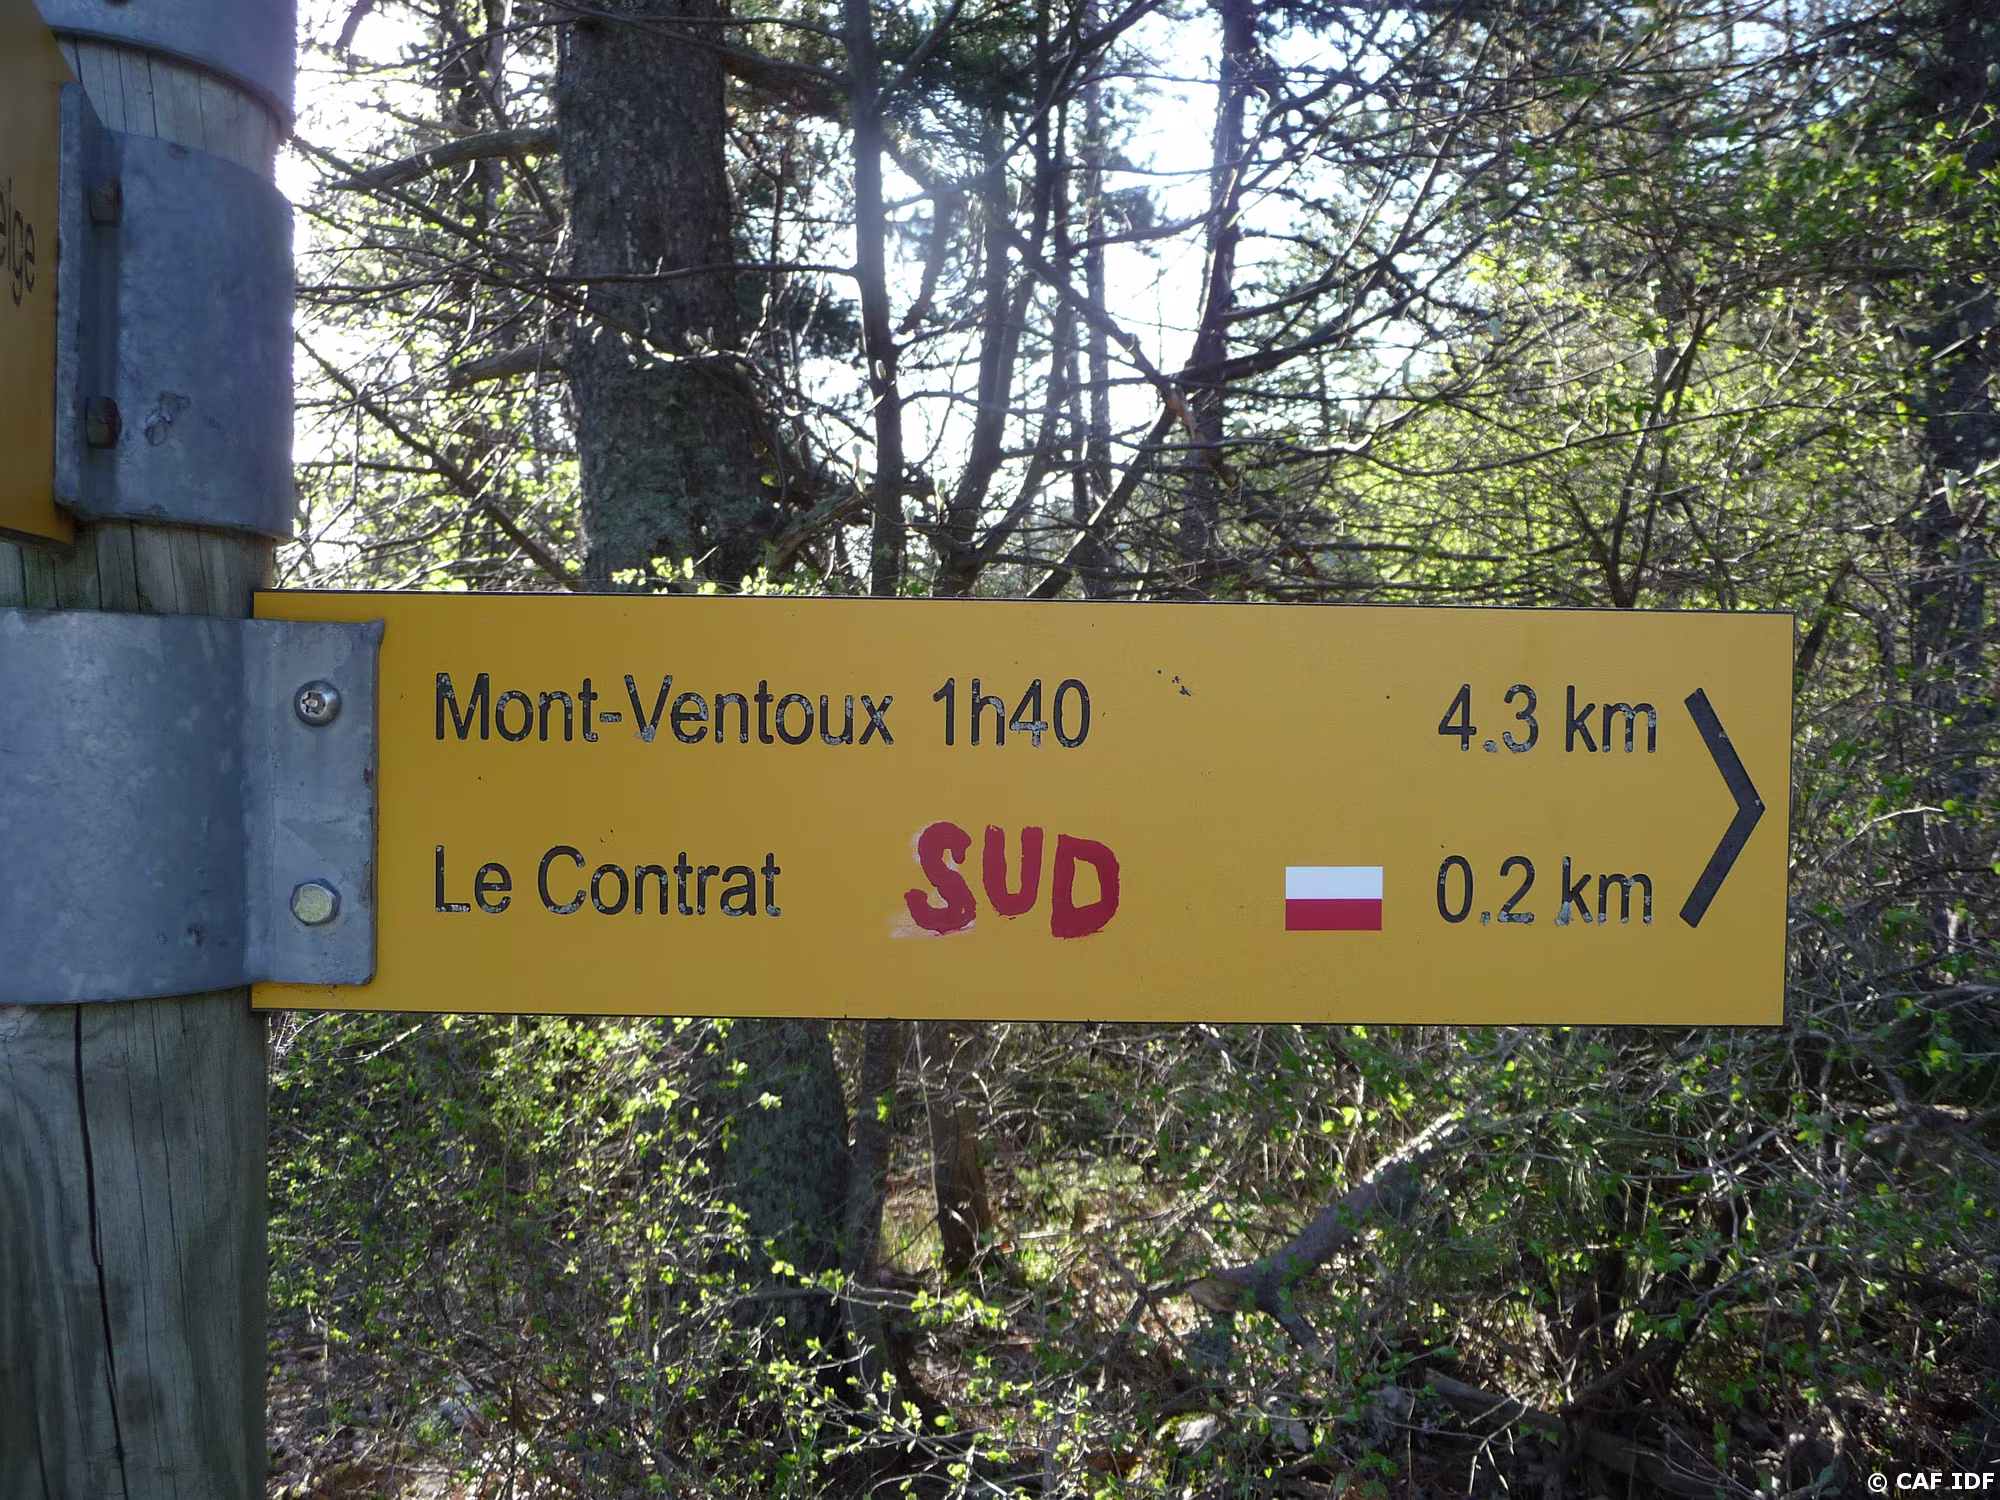 Mont-Ventoux 1h40 4.3 km
Le Contrat SUD 0.2 km
© CAF IDF